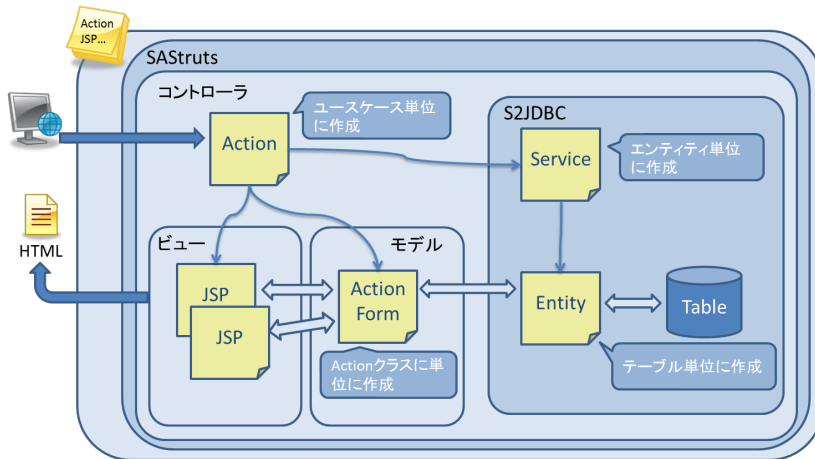 Action
JSP...
SAStruts
コントローラ
ユースケース単位
に作成
S2JDBC
Action
Service
エンティティ単位
に作成
HTML
ビュー
モデル
JSP
JSP
Action
Form
Entity
Table
Actionクラスに単
位に作成
テーブル単位に作成